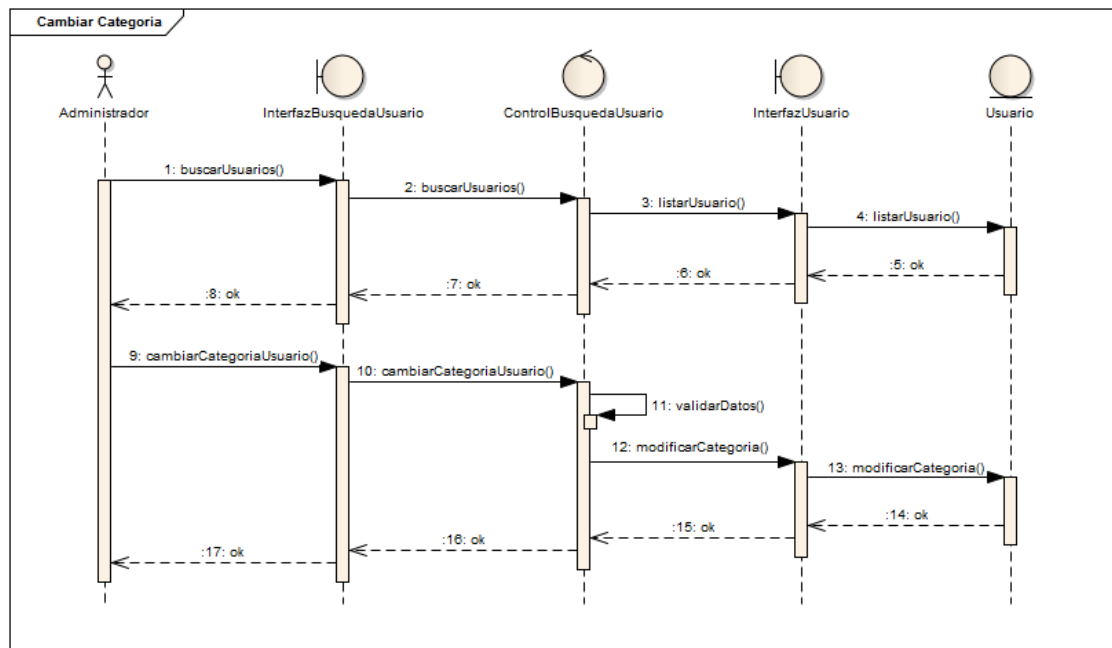 Cambiar Categoria
Administrador
InterfazBusquedaUsuario
ControlBusquedaUsuario
InterfazUsuario
Usuario
1: buscarUsuarios()
2: buscarUsuarios()
3: listarUsuario()
4: listarUsuario()
:5: ok
:6: ok
:7: ok
:8: ok
9: cambiarCategoriaUsuario()
10: cambiarCategoriaUsuario()
11: validarDatos()
12: modificarCategoria()
13: modificarCategoria()
:14: ok
:15: ok
:16: ok
:17: ok